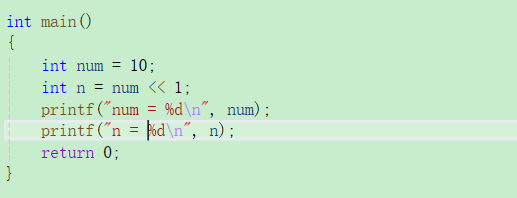 int main()
{
int num = 10;
int n = num << 1;
printf("num = %d\n", num);
printf("n = %d\n", n);
return 0;
}